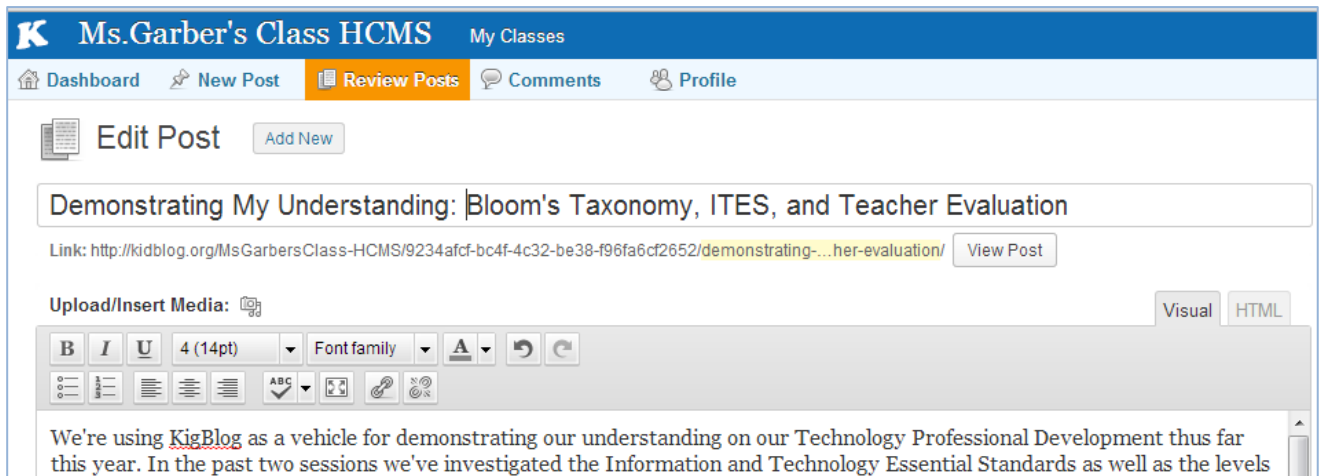 K Ms.Garber's Class HCMS My Classes
Dashboard New Post Review Posts Comments Profile
Edit Post Add New
Demonstrating My Understanding: Bloom's Taxonomy, ITES, and Teacher Evaluation
Link: http://kidblog.org/MsGarbersClass-HCMS/9234afcf-bc4f-4c32-be38-f96fa6cf2652/demonstrating-...her-evaluation/ View Post
Upload/Insert Media: Visual HTML
B I U 4 (14pt) Font family A
ABC
We're using KigBlog as a vehicle for demonstrating our understanding on our Technology Professional Development thus far
this year. In the past two sessions we've investigated the Information and Technology Essential Standards as well as the levels